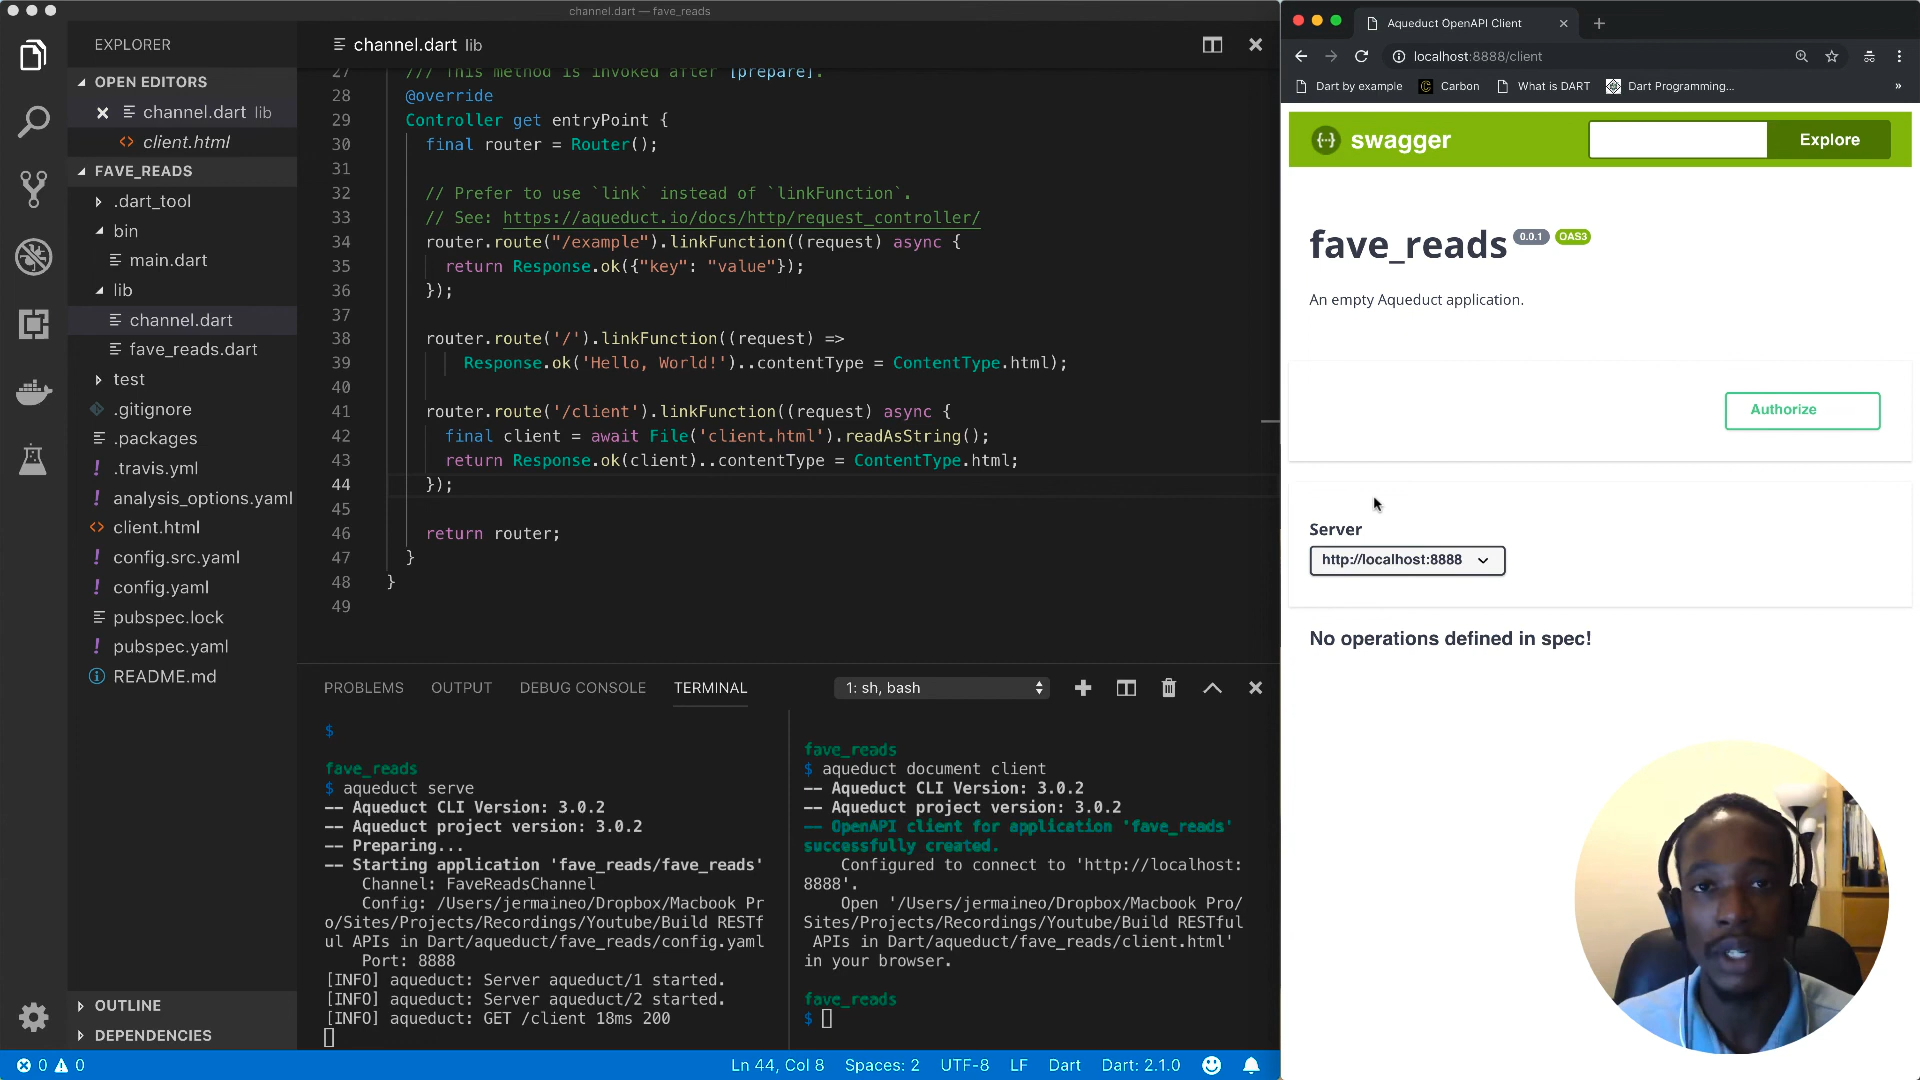 channel.dart — fave_reads
EXPLORER
OPEN EDITORS
channel.dart lib
client.html
FAVE_READS
.dart_tool
bin
main.dart
lib
channel.dart
fave_reads.dart
test
.gitignore
.packages
.travis.yml
analysis_options.yaml
client.html
config.src.yaml
config.yaml
pubspec.lock
pubspec.yaml
README.md
OUTLINE
DEPENDENCIES
channel.dart lib
27 /// This method is invoked after [prepare].
28 @override
29 Controller get entryPoint {
30 final router = Router();
31
32 // Prefer to use `link` instead of `linkFunction`.
33 // See: https://aqueduct.io/docs/http/request_controller/
34 router.route("/example").linkFunction((request) async {
35 return Response.ok({"key": "value"});
36 });
37
38 router.route('/').linkFunction((request) =>
39 Response.ok('Hello, World!')..contentType = ContentType.html);
40
41 router.route('/client').linkFunction((request) async {
42 final client = await File('client.html').readAsString();
43 return Response.ok(client)..contentType = ContentType.html;
44 });
45
46 return router;
47 }
48 }
49
PROBLEMS OUTPUT DEBUG CONSOLE TERMINAL 1: sh, bash
$
fave_reads
$ aqueduct serve
-- Aqueduct CLI Version: 3.0.2
-- Aqueduct project version: 3.0.2
-- Preparing...
-- Starting application 'fave_reads/fave_reads'
Channel: FaveReadsChannel
Config: /Users/jermaineo/Dropbox/Macbook Pr
o/Sites/Projects/Recordings/Youtube/Build RESTf
ul APIs in Dart/aqueduct/fave_reads/config.yaml
Port: 8888
[INFO] aqueduct: Server aqueduct/1 started.
[INFO] aqueduct: Server aqueduct/2 started.
[INFO] aqueduct: GET /client 18ms 200
fave_reads
$ aqueduct document client
-- Aqueduct CLI Version: 3.0.2
-- Aqueduct project version: 3.0.2
-- OpenAPI client for application 'fave_reads'
successfully created.
Configured to connect to 'http://localhost:
8888'.
Open '/Users/jermaineo/Dropbox/Macbook Pro/
Sites/Projects/Recordings/Youtube/Build RESTful
APIs in Dart/aqueduct/fave_reads/client.html'
in your browser.
fave_reads
$
0 0 Ln 44, Col 8 Spaces: 2 UTF-8 LF Dart Dart: 2.1.0
Aqueduct OpenAPI Client
localhost:8888/client
Dart by example Carbon What is DART Dart Programming... »
{··} swagger Explore
fave_reads 0.0.1 OAS3
An empty Aqueduct application.
Authorize
Server
http://localhost:8888
No operations defined in spec!